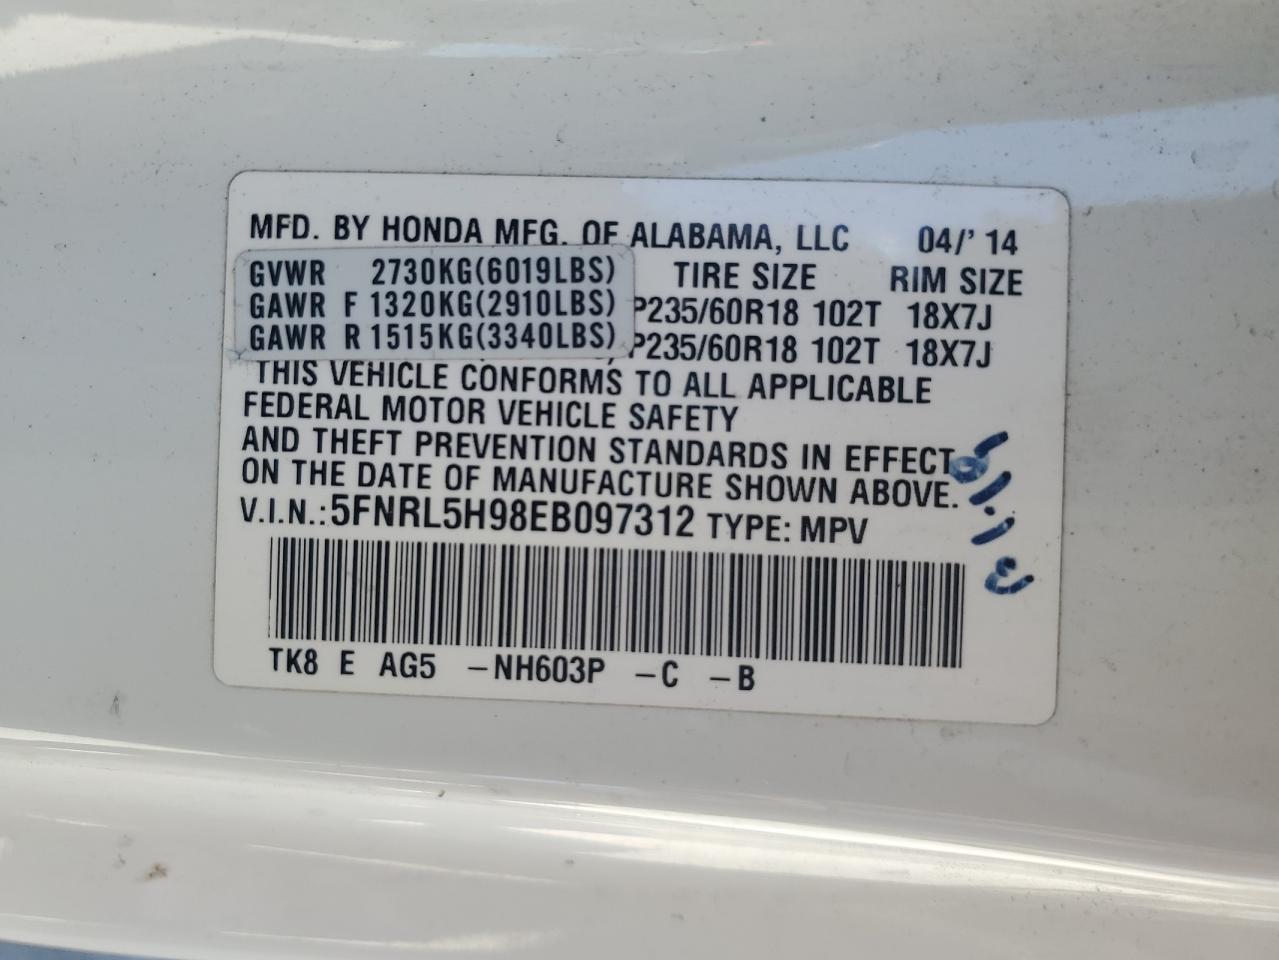 MFD. BY HONDA MFG. OF ALABAMA, LLC 04/' 14
GVWR 2730KG(6019LBS) TIRE SIZE RIM SIZE
GAWR F 1320KG(2910LBS) P235/60R18 102T 18X7J
GAWR R 1515KG(3340LBS) P235/60R18 102T 18X7J
THIS VEHICLE CONFORMS TO ALL APPLICABLE
FEDERAL MOTOR VEHICLE SAFETY
AND THEFT PREVENTION STANDARDS IN EFFECT
ON THE DATE OF MANUFACTURE SHOWN ABOVE.
V.I.N.: 5FNRL5H98EB097312 TYPE: MPV
TK8 E AG5 -NH603P -C -B